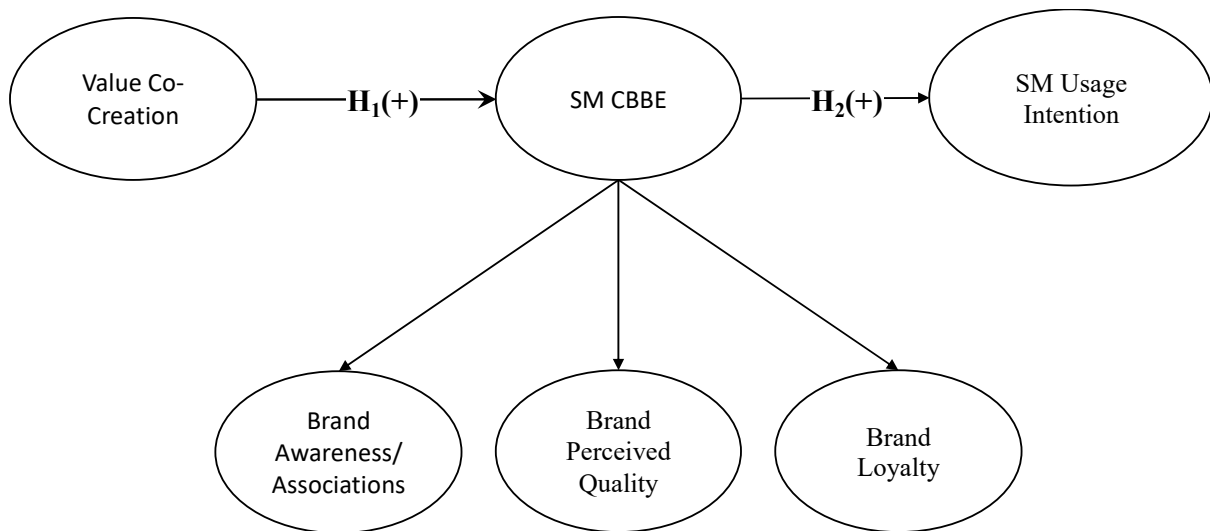 Value Co-
Creation
H₁(+)
SM CBBE
H₂(+)
SM Usage
Intention
Brand
Awareness/
Associations
Brand
Perceived
Quality
Brand
Loyalty